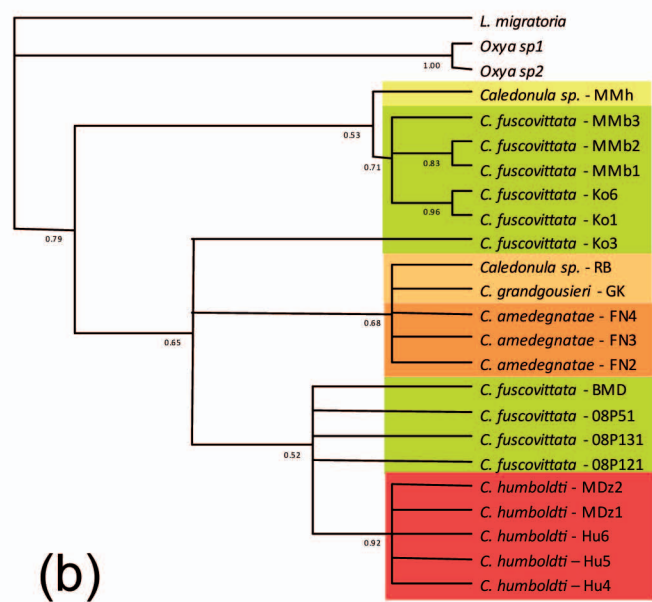 L. migratoria
Oxya sp1
1.00
Oxya sp2
Caledonula sp. - MMh
C. fuscovittata - MMb3
0.53
C. fuscovittata - MMb2
0.71
0.83
C. fuscovittata - MMb1
C. fuscovittata - Ko6
0.96
C. fuscovittata - Ko1
0.79
C. fuscovittata - Ko3
Caledonula sp. - RB
C. grandgousieri - GK
C. amedegnatae - FN4
0.68
0.65
C. amedegnatae - FN3
C. amedegnatae - FN2
C. fuscovittata - BMD
C. fuscovittata - 08P51
C. fuscovittata - 08P131
0.52
C. fuscovittata - 08P121
C. humboldti - MDz2
C. humboldti - MDz1
C. humboldti - Hu6
0.92
C. humboldti – Hu5
C. humboldti – Hu4
(b)